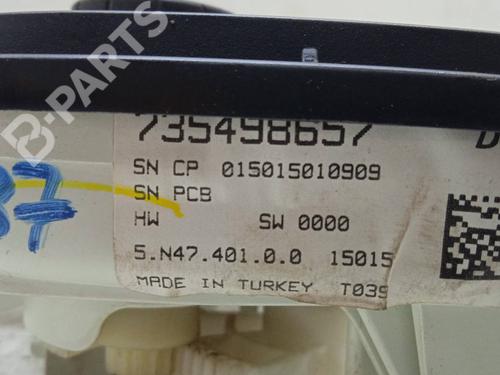 735498657 D
SN CP 015015010909
SN PCB
HW SW 0000
5.N47.401.0.0 15015
MADE IN TURKEY T039
37
B-PARTS